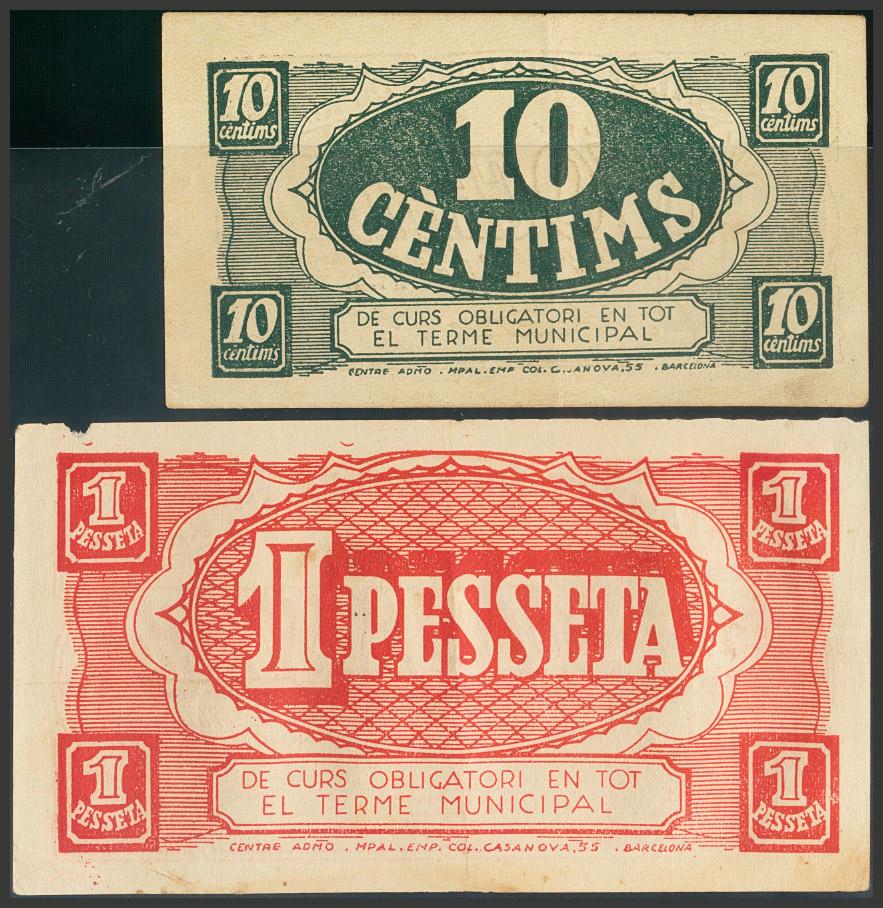 10 10
cèntims cèntims
10
CÈNTIMS
10 10
cèntims cèntims
DE CURS OBLIGATORI EN TOT
EL TERME MUNICIPAL
CENTRE ADMO . MPAL. EMP COL. C ANOVA, 55 . BARCELONA
1 1
PESSETA PESSETA
1 PESSETA
1 1
PESSETA PESSETA
DE CURS OBLIGATORI EN TOT
EL TERME MUNICIPAL
CENTRE ADMO . MPAL. EMP. COL. CASANOVA, 55 . BARCELONA